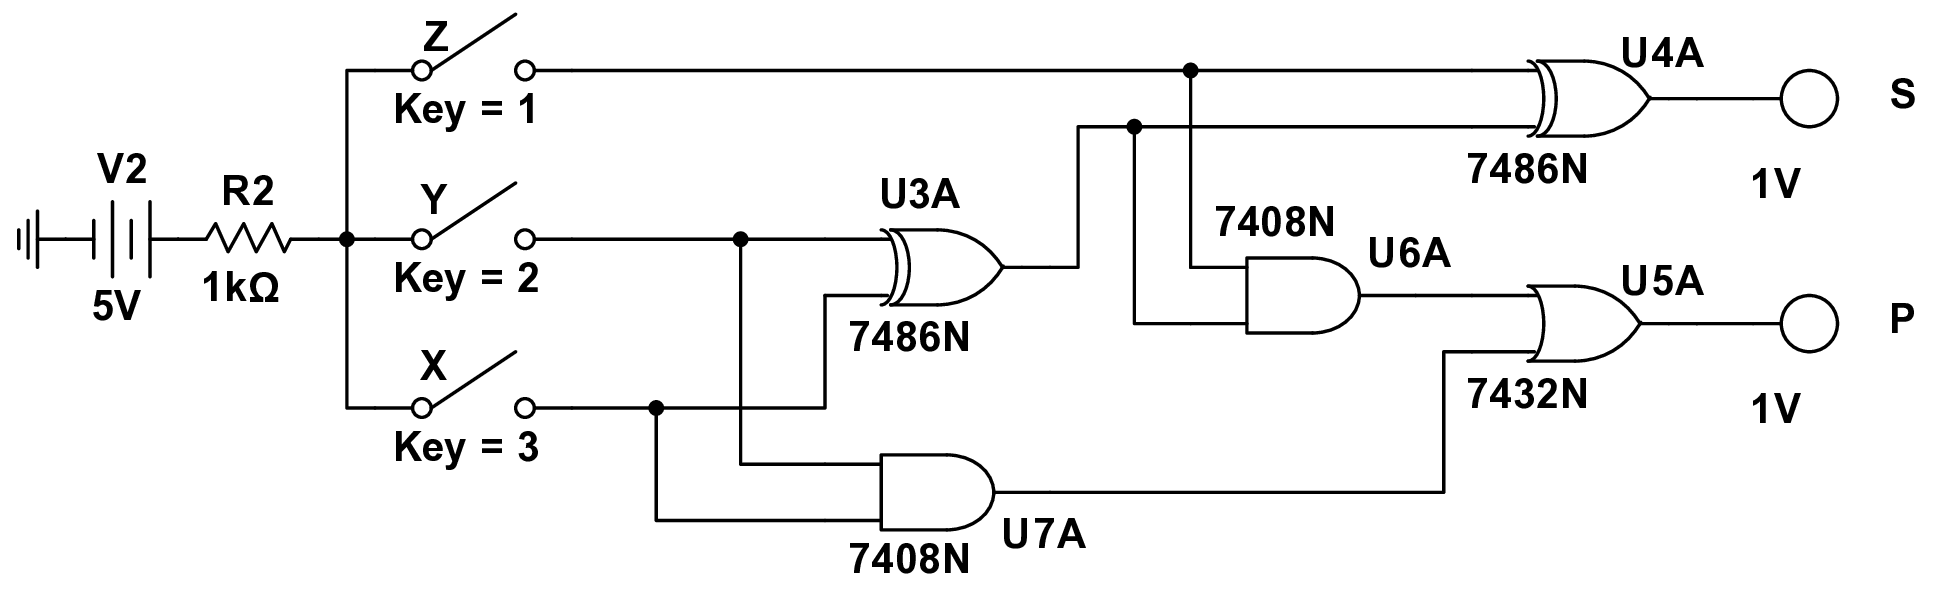 Z
Key = 1
V2
5V
R2
1kΩ
Y
Key = 2
X
Key = 3
U3A
7486N
7408N
U7A
7408N
U6A
U4A
7486N
S
1V
U5A
7432N
P
1V